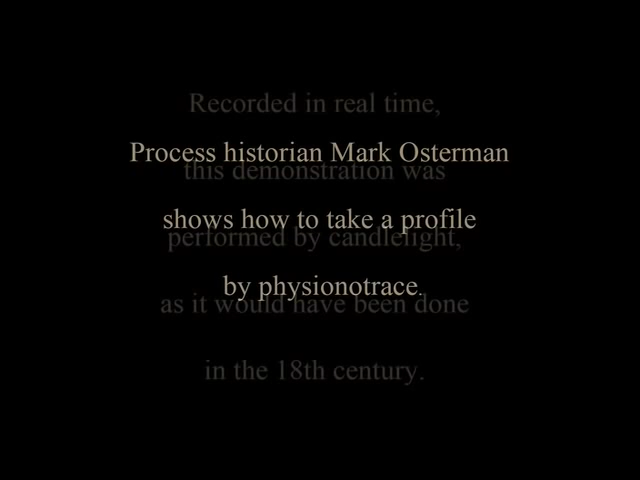 Recorded in real time,
Process historian Mark Osterman
this demonstration was
shows how to take a profile
performed by candlelight,
by physionotrace.
as it would have been done
in the 18th century.